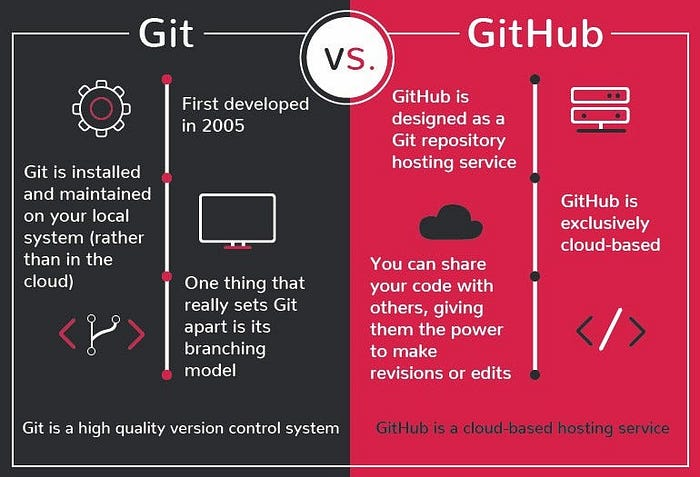 Git
vs.
GitHub
First developed
in 2005
Git is installed
and maintained
on your local
system (rather
than in the
cloud)
One thing that
really sets Git
apart is its
branching
model
Git is a high quality version control system
GitHub is
designed as a
Git repository
hosting service
GitHub is
exclusively
cloud-based
You can share
your code with
others, giving
them the power
to make
revisions or edits
GitHub is a cloud-based hosting service